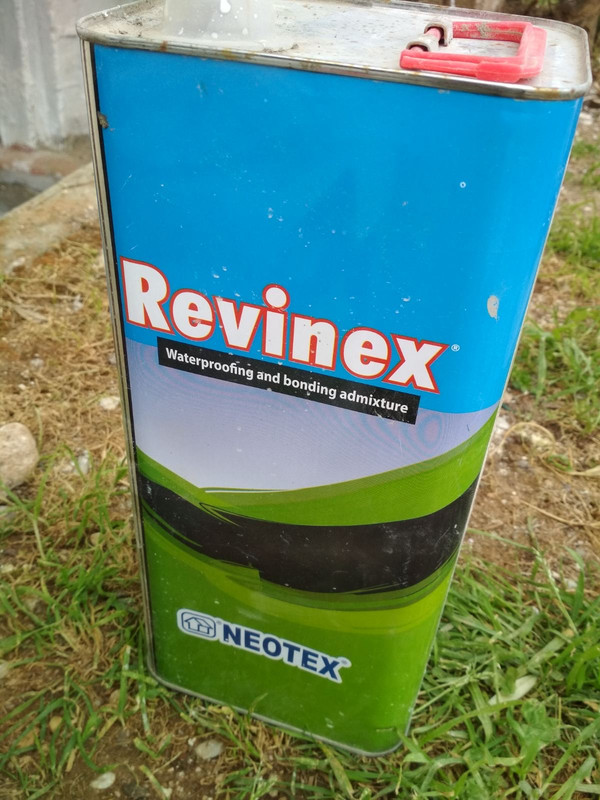 Revinex®
Waterproofing and bonding admixture
NEOTEX®